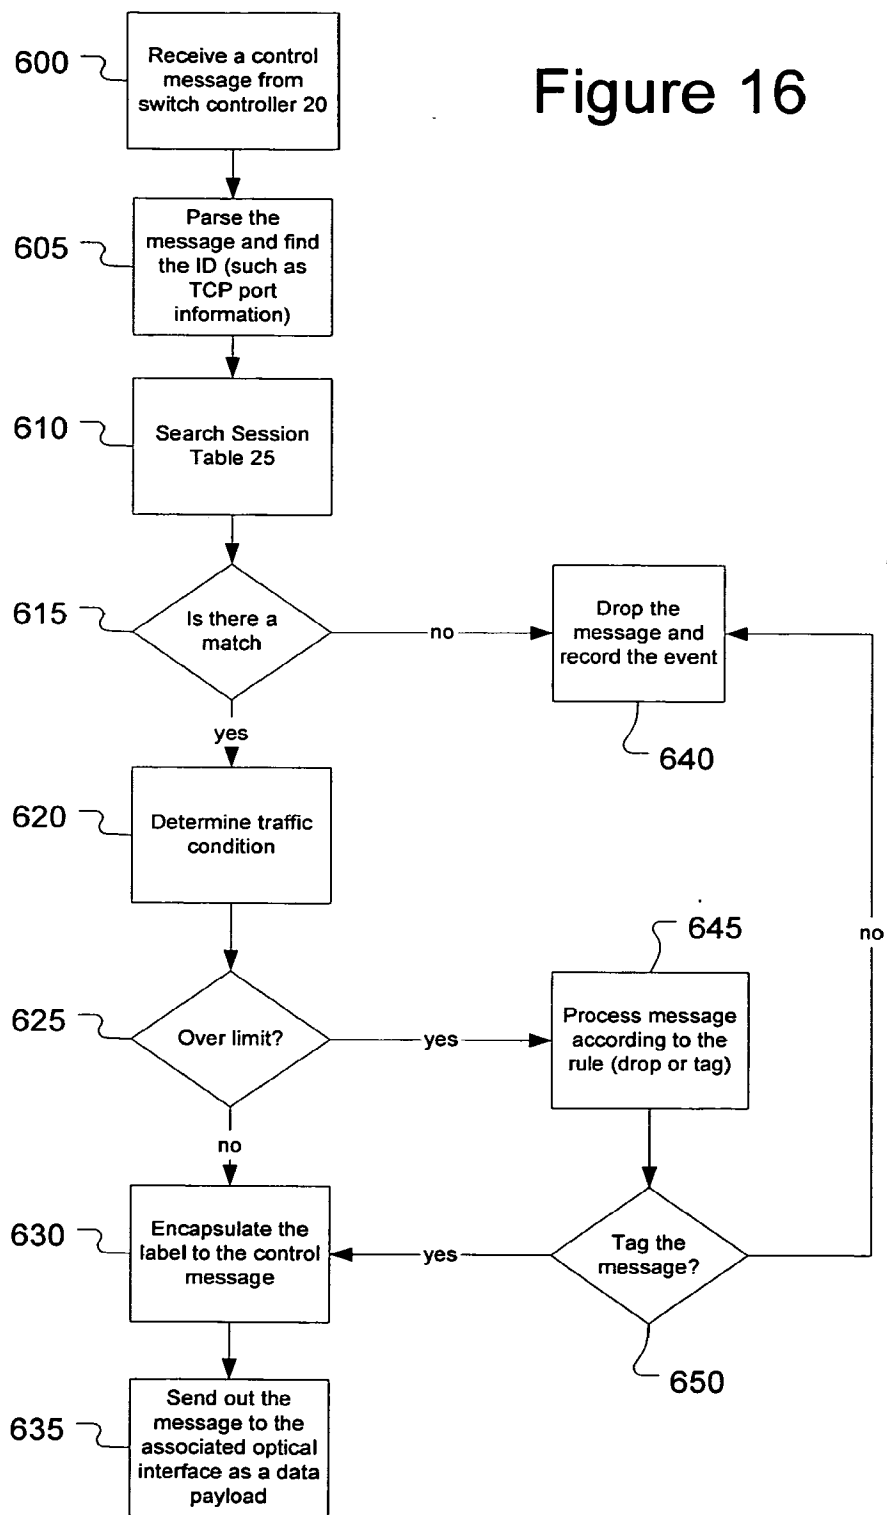 Figure 16
600
Receive a control
message from
switch controller 20
605
Parse the
message and find
the ID (such as
TCP port
information)
610
Search Session
Table 25
615
Is there a
match
no
yes
Drop the
message and
record the event
640
620
Determine traffic
condition
625
Over limit?
yes
no
645
Process message
according to the
rule (drop or tag)
no
630
Encapsulate the
label to the control
message
yes
Tag the
message?
650
635
Send out the
message to the
associated optical
interface as a data
payload